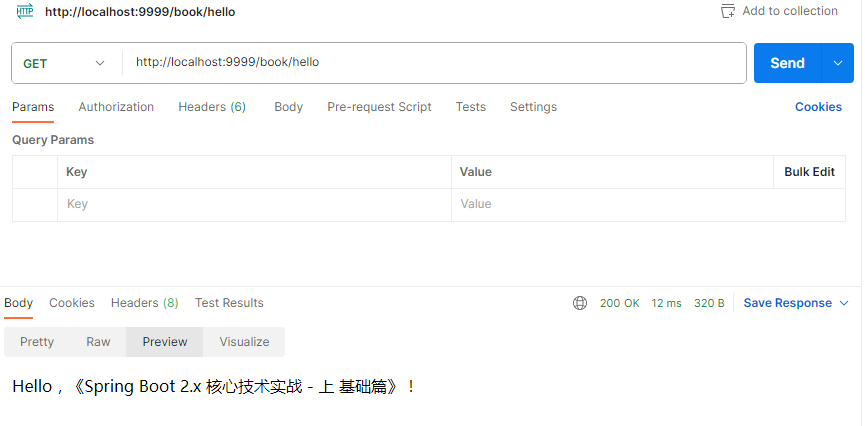 HTTP http://localhost:9999/book/hello Add to collection
GET http://localhost:9999/book/hello Send
Params Authorization Headers (6) Body Pre-request Script Tests Settings Cookies
Query Params
Key Value Bulk Edit
Key Value
Body Cookies Headers (8) Test Results 200 OK 12 ms 320 B Save Response
Pretty Raw Preview Visualize
Hello，《Spring Boot 2.x 核心技术实战 - 上 基础篇》！